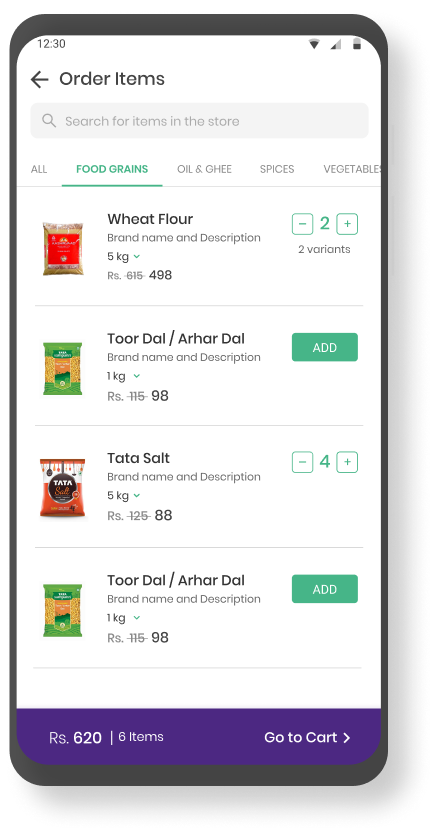 12:30
Order Items
Search for items in the store
ALL FOOD GRAINS OIL & GHEE SPICES VEGETABLES
Wheat Flour
Brand name and Description
5 kg
Rs. 615 498
− 2 +
2 variants
Toor Dal / Arhar Dal
Brand name and Description
1 kg
Rs. 115 98
ADD
TATA
Tata Salt
Brand name and Description
5 kg
Rs. 125 88
− 4 +
TATA
Salt
Toor Dal / Arhar Dal
Brand name and Description
1 kg
Rs. 115 98
ADD
TATA
Rs. 620 | 6 Items
Go to Cart